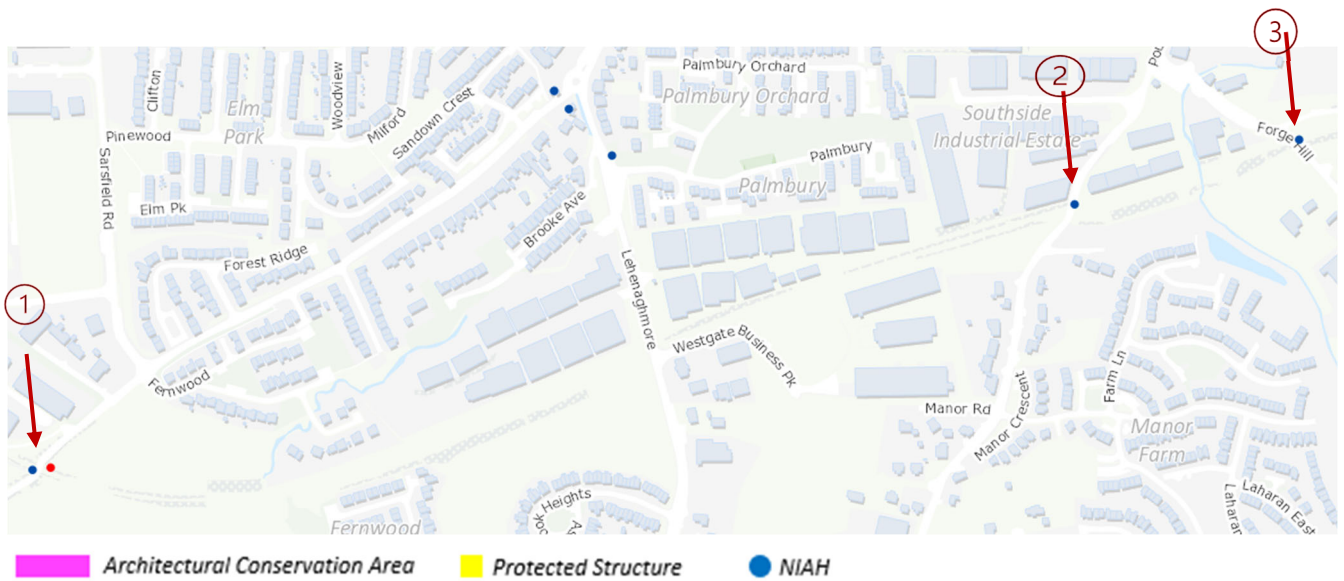 3
2
1
Palmbury Orchard
Palmbury Orchard
Clifton
Elm
Park
Woodview
Milford
Sandown Crest
Pinewood
Southside
Industrial Estate
Forge Hill
Sarsfield Rd
Palmbury
Palmbury
Elm Pk
Brooke Ave
Forest Ridge
Lehenaghmore
Westgate Business Pk
Fernwood
Farm Ln
Manor Rd
Manor Crescent
Manor
Farm
Heights
Fernwood
Laharan East
Laharan
Architectural Conservation Area
Protected Structure
NIAH